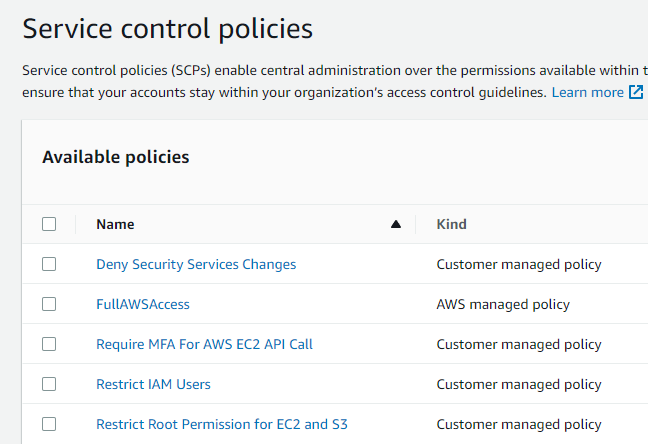 Service control policies
Service control policies (SCPs) enable central administration over the permissions available within
ensure that your accounts stay within your organization's access control guidelines. Learn more
Available policies
Name Kind
Deny Security Services Changes Customer managed policy
FullAWSAccess AWS managed policy
Require MFA For AWS EC2 API Call Customer managed policy
Restrict IAM Users Customer managed policy
Restrict Root Permission for EC2 and S3 Customer managed policy